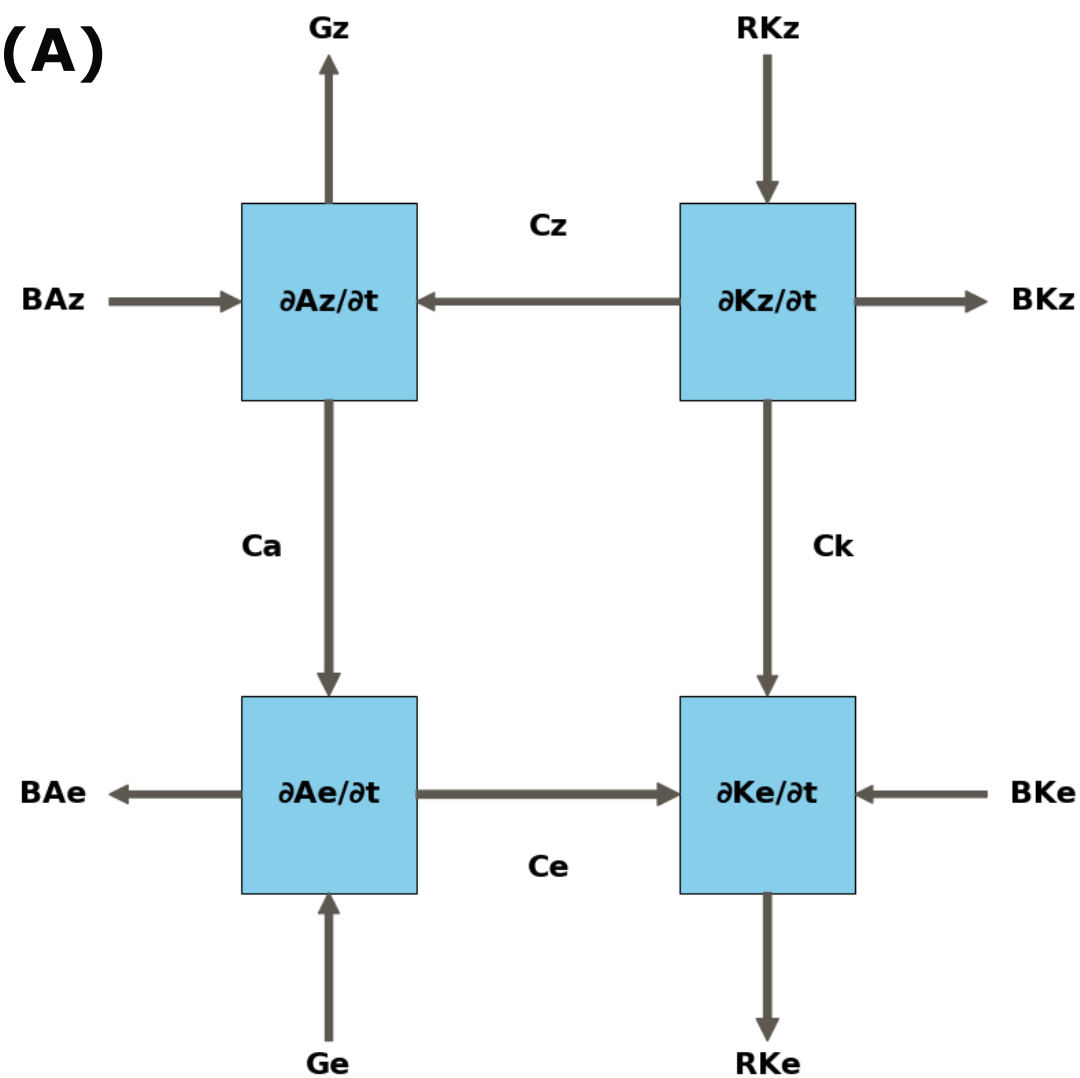 (A)
Gz
RKz
Cz
BAz
∂Az/∂t
∂Kz/∂t
BKz
Ca
Ck
BAe
∂Ae/∂t
∂Ke/∂t
BKe
Ce
Ge
RKe